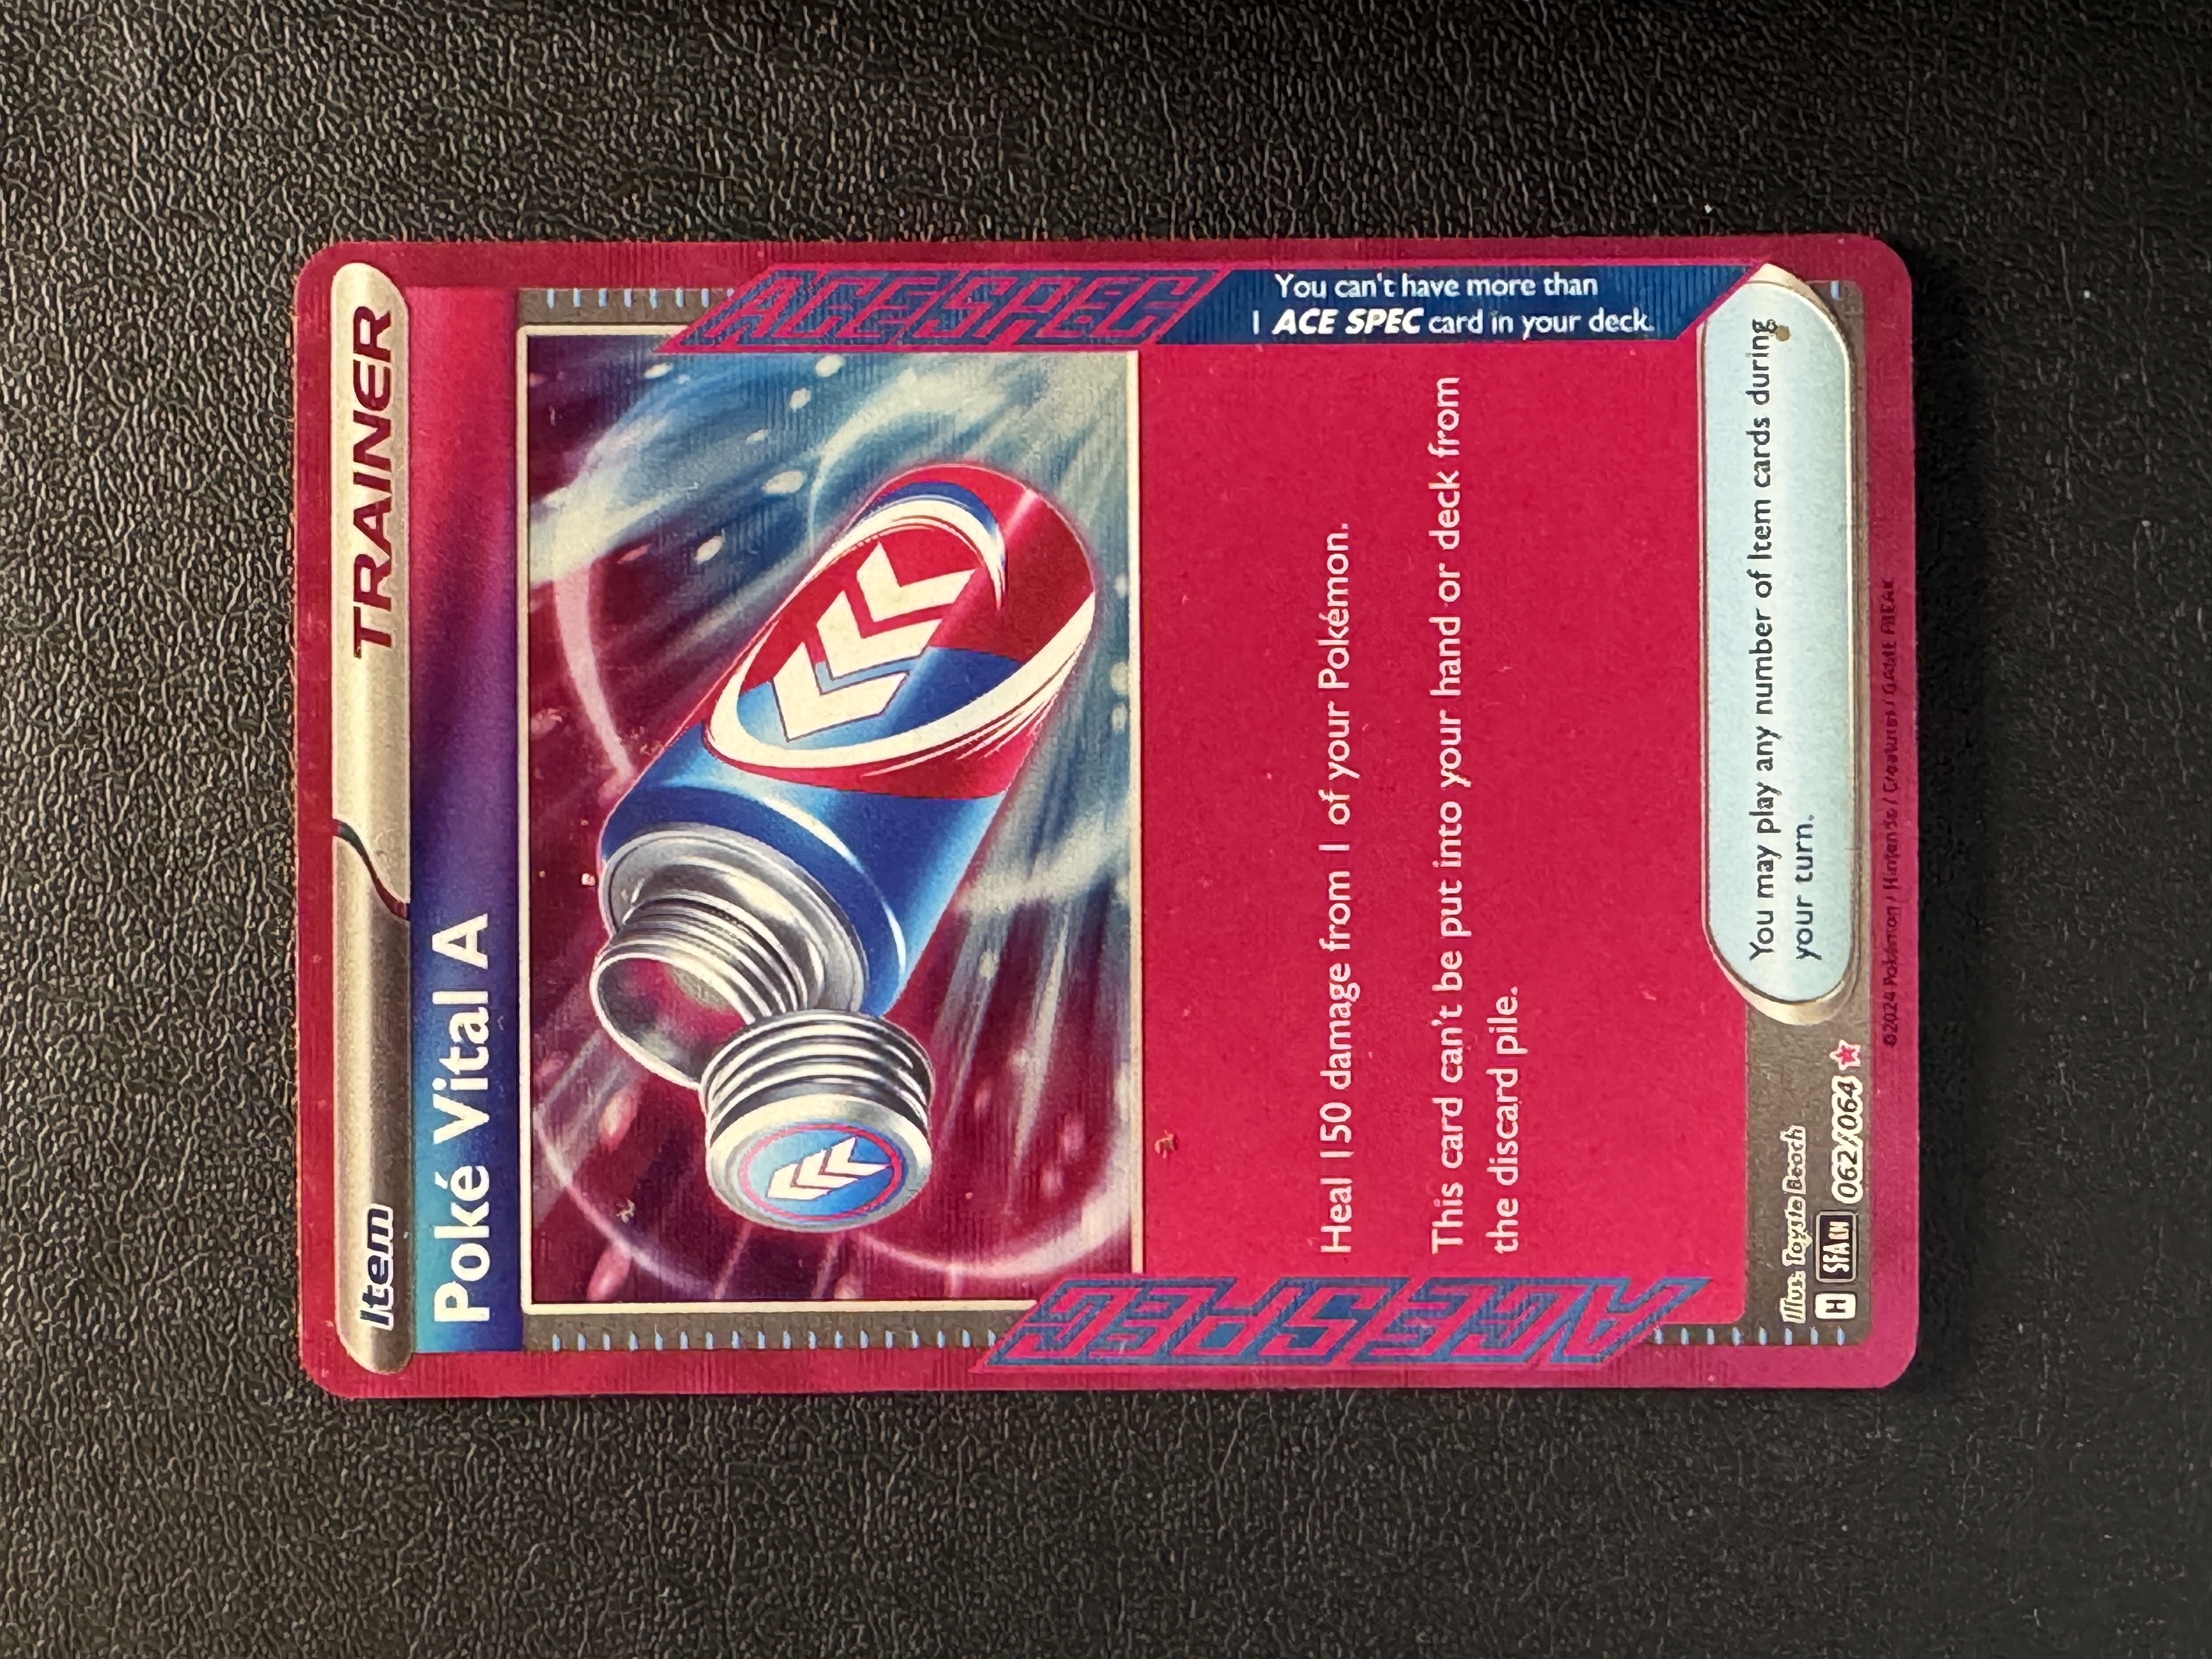 Item TRAINER
Poké Vital A
ACE SPEC
You can't have more than
1 ACE SPEC card in your deck.
Heal 150 damage from 1 of your Pokémon.
This card can't be put into your hand or deck from
the discard pile.
ACE SPEC
You may play any number of Item cards during
your turn.
Illus. Toyste Beach
H SFA EN 062/064
©2024 Pokémon / Nintendo / Creatures / GAME FREAK